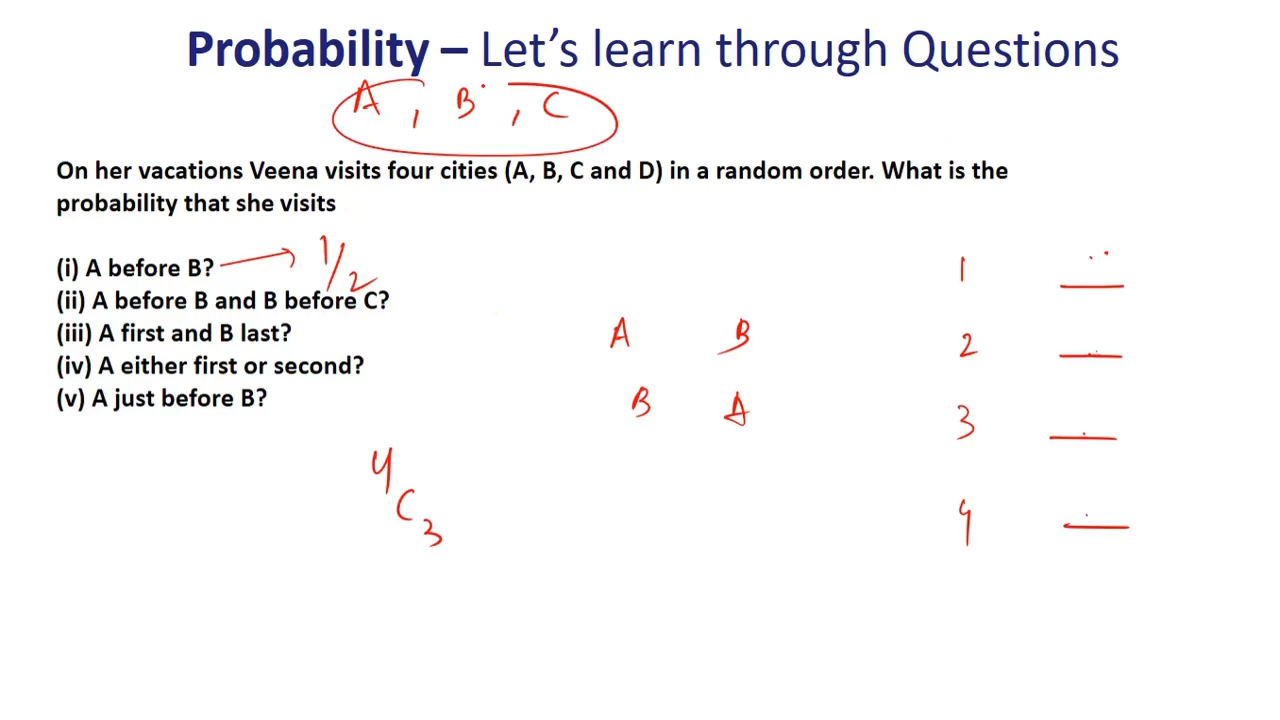 Probability – Let's learn through Questions
A , B , C
On her vacations Veena visits four cities (A, B, C and D) in a random order. What is the
probability that she visits
(i) A before B? 1/2
(ii) A before B and B before C?
(iii) A first and B last?
(iv) A either first or second?
(v) A just before B?
A B
B A
4C3
1
2
3
4